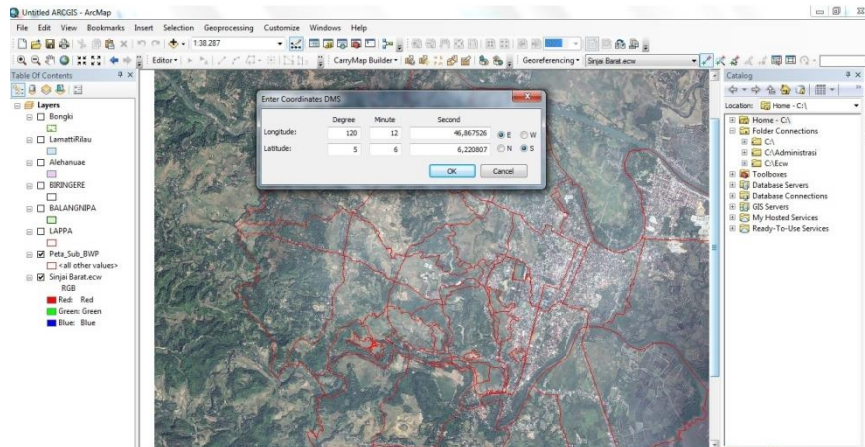 Untitled ARCGIS - ArcMap
File Edit View Bookmarks Insert Selection Geoprocessing Customize Windows Help
1:38.287
Editor CarryMap Builder Georeferencing Sinjai Barat.ecw
Table Of Contents
Catalog
Layers
Bongki
LamattiRilau
Alehanuae
BIRINGERE
BALANGNIPA
LAPPA
Peta_Sub_BWP
<all other values>
Sinjai Barat.ecw
RGB
Red: Red
Green: Green
Blue: Blue
Enter Coordinates DMS
Degree Minute Second
Longitude: 120 12 46,867526 E W
Latitude: 5 6 6,220807 N S
OK Cancel
Location: Home - C:\
Home - C:\
Folder Connections
C:\
C:\Administrasi
C:\Ecw
Toolboxes
Database Servers
Database Connections
GIS Servers
My Hosted Services
Ready-To-Use Services